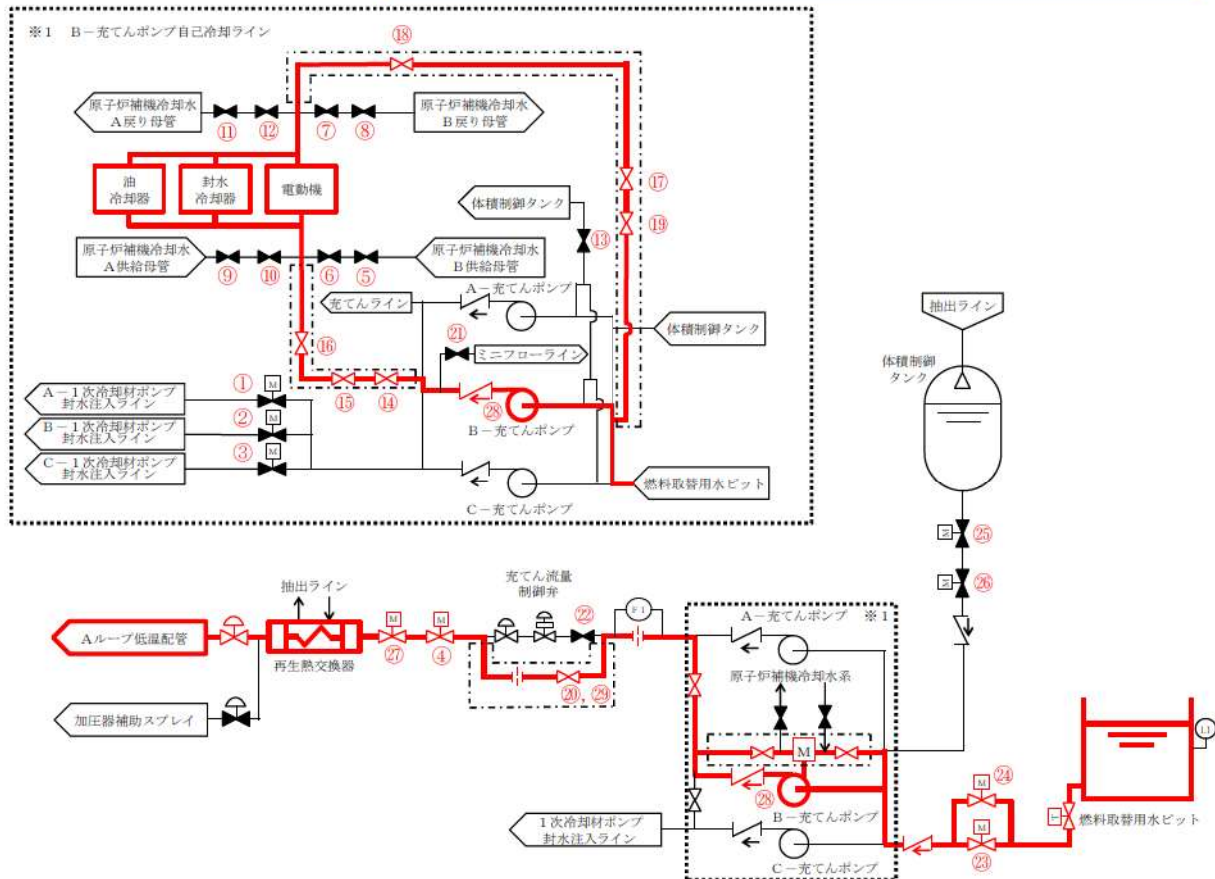 ※1 B-充てんポンプ自己冷却ライン
⑱
原子炉補機冷却水
A戻り母管
⑪
⑫
⑦
⑧
原子炉補機冷却水
B戻り母管
油
冷却器
封水
冷却器
電動機
体積制御タンク
⑰
⑲
⑬
原子炉補機冷却水
A供給母管
⑨
⑩
⑥
⑤
原子炉補機冷却水
B供給母管
充てんライン
A-充てんポンプ
体積制御タンク
⑯
㉑
ミニフローライン
⑮
⑭
㉘
B-充てんポンプ
①
M
A-1次冷却材ポンプ
封水注入ライン
②
M
B-1次冷却材ポンプ
封水注入ライン
③
M
C-1次冷却材ポンプ
封水注入ライン
C-充てんポンプ
燃料取替用水ピット
抽出ライン
体積制御
タンク
M
㉕
M
㉖
抽出ライン
充てん流量
制御弁
㉒
FI
A-充てんポンプ
※1
Aループ低温配管
再生熱交換器
M
㉗
M
④
⑳, ㉙
原子炉補機冷却水系
加圧器補助スプレイ
M
㉘
B-充てんポンプ
1次冷却材ポンプ
封水注入ライン
C-充てんポンプ
M
㉔
M
㉓
T
LI
燃料取替用水ピット